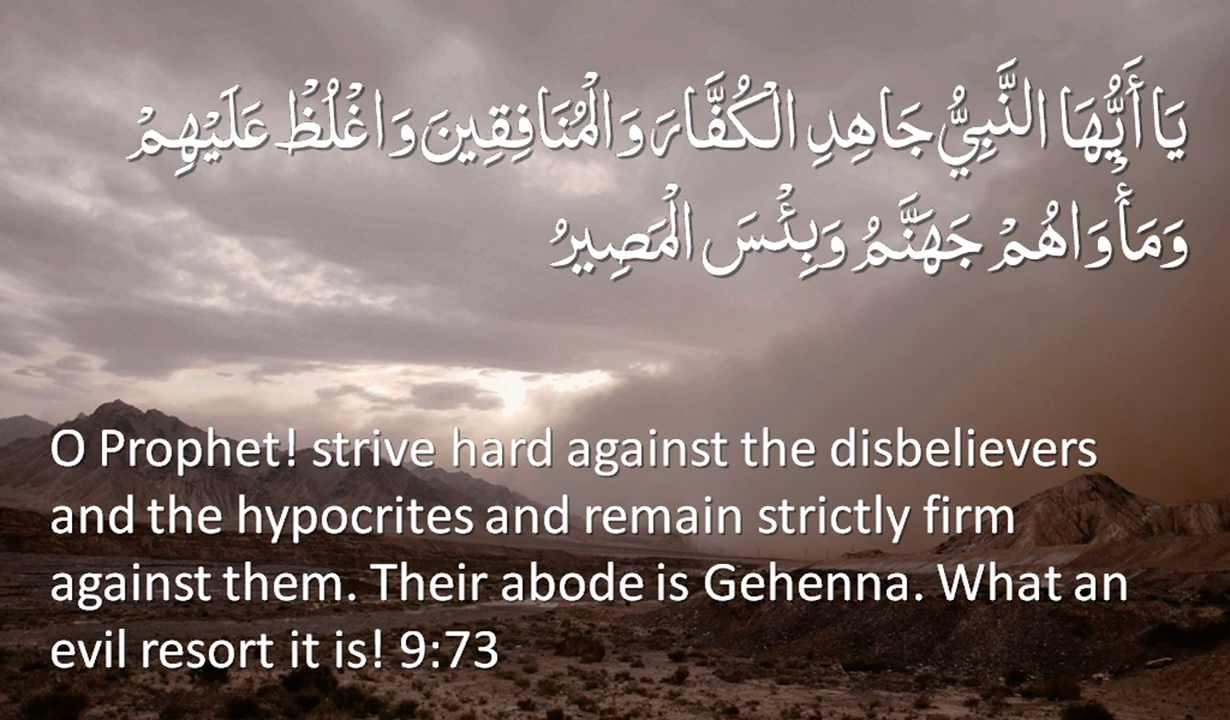 يَا أَيُّهَا النَّبِيُّ جَاهِدِ الْكُفَّارَ وَالْمُنَافِقِينَ وَاغْلُظْ عَلَيْهِمْ
وَمَأْوَاهُمْ جَهَنَّمُ وَبِئْسَ الْمَصِيرُ
O Prophet! strive hard against the disbelievers
and the hypocrites and remain strictly firm
against them. Their abode is Gehenna. What an
evil resort it is! 9:73